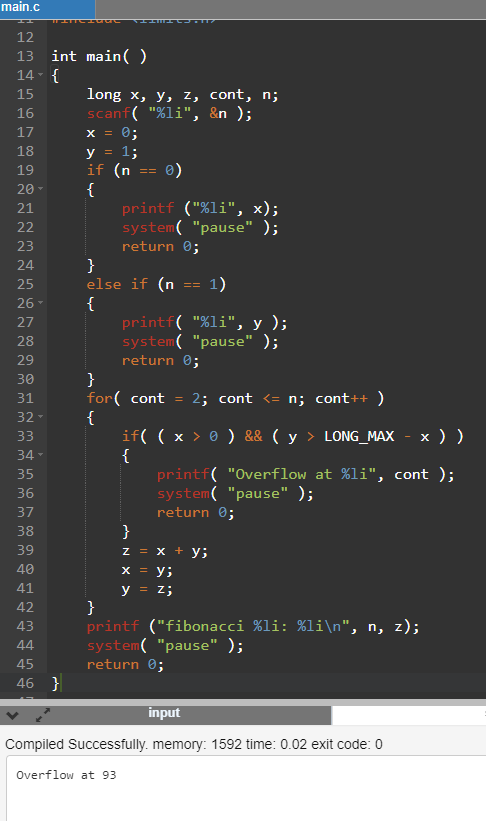 main.c
11 #include <limits.h>
12
13 int main( )
14 {
15 long x, y, z, cont, n;
16 scanf( "%li", &n );
17 x = 0;
18 y = 1;
19 if (n == 0)
20 {
21 printf ("%li", x);
22 system( "pause" );
23 return 0;
24 }
25 else if (n == 1)
26 {
27 printf( "%li", y );
28 system( "pause" );
29 return 0;
30 }
31 for( cont = 2; cont <= n; cont++ )
32 {
33 if( ( x > 0 ) && ( y > LONG_MAX - x ) )
34 {
35 printf( "Overflow at %li", cont );
36 system( "pause" );
37 return 0;
38 }
39 z = x + y;
40 x = y;
41 y = z;
42 }
43 printf ("fibonacci %li: %li\n", n, z);
44 system( "pause" );
45 return 0;
46 }
input
Compiled Successfully. memory: 1592 time: 0.02 exit code: 0
Overflow at 93